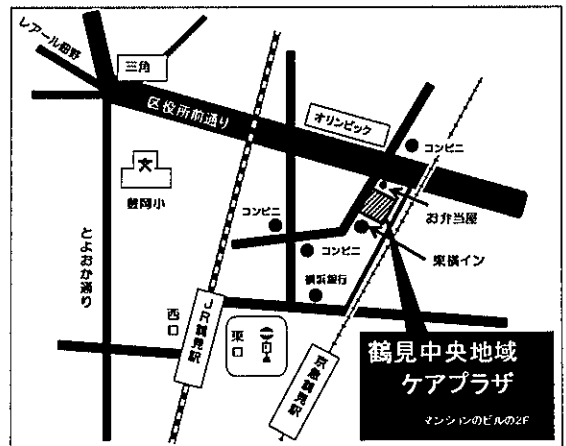 レアール鶴野
三角
区役所前通り
オリンピック
コンビニ
豊岡小
お弁当屋
コンビニ
とよおか通り
コンビニ
東横イン
横浜銀行
西口
JR鶴見駅
東口
京急鶴見駅
鶴見中央地域
ケアプラザ
マンションのビルの2F